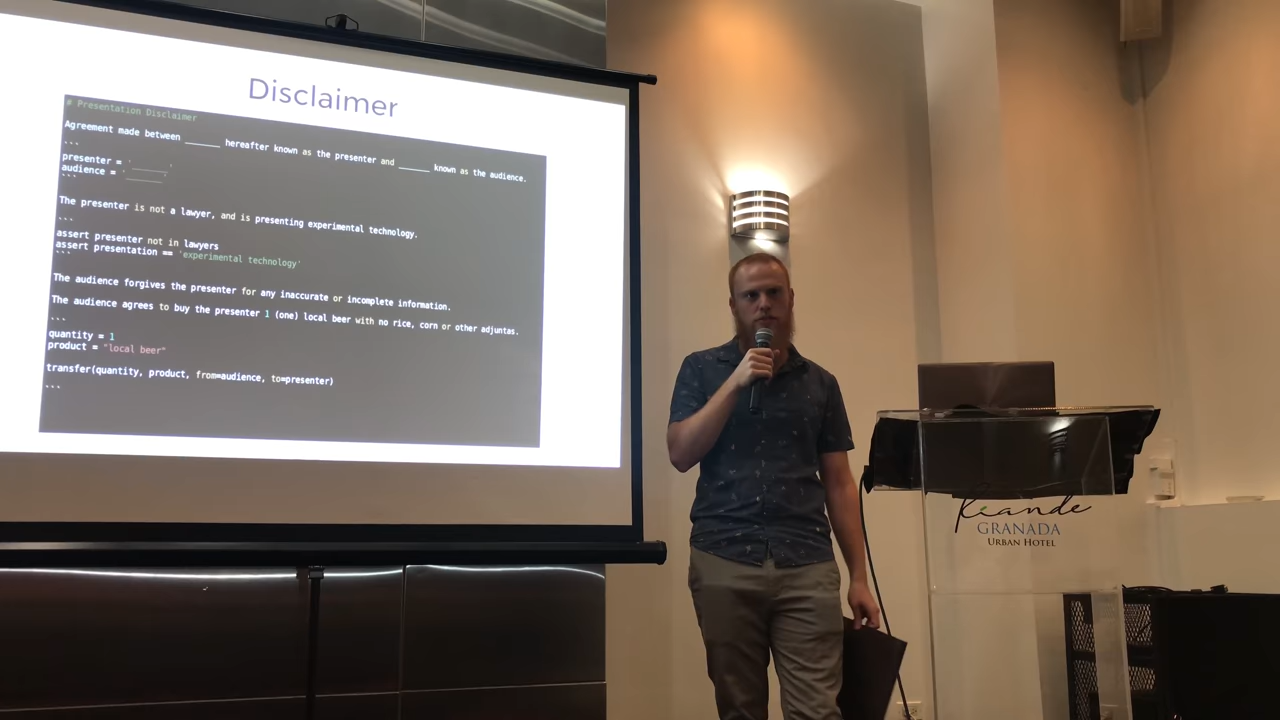 Disclaimer
# Presentation Disclaimer
Agreement made between ______ hereafter known as the presenter and ______ known as the audience.
```
presenter = '______'
audience = '______'
```
The presenter is not a lawyer, and is presenting experimental technology.
```
assert presenter not in lawyers
assert presentation == 'experimental technology'
```
The audience forgives the presenter for any inaccurate or incomplete information.
The audience agrees to buy the presenter 1 (one) local beer with no rice, corn or other adjuntas.
```
quantity = 1
product = "local beer"
transfer(quantity, product, from=audience, to=presenter)
```
Kiande
GRANADA
URBAN HOTEL